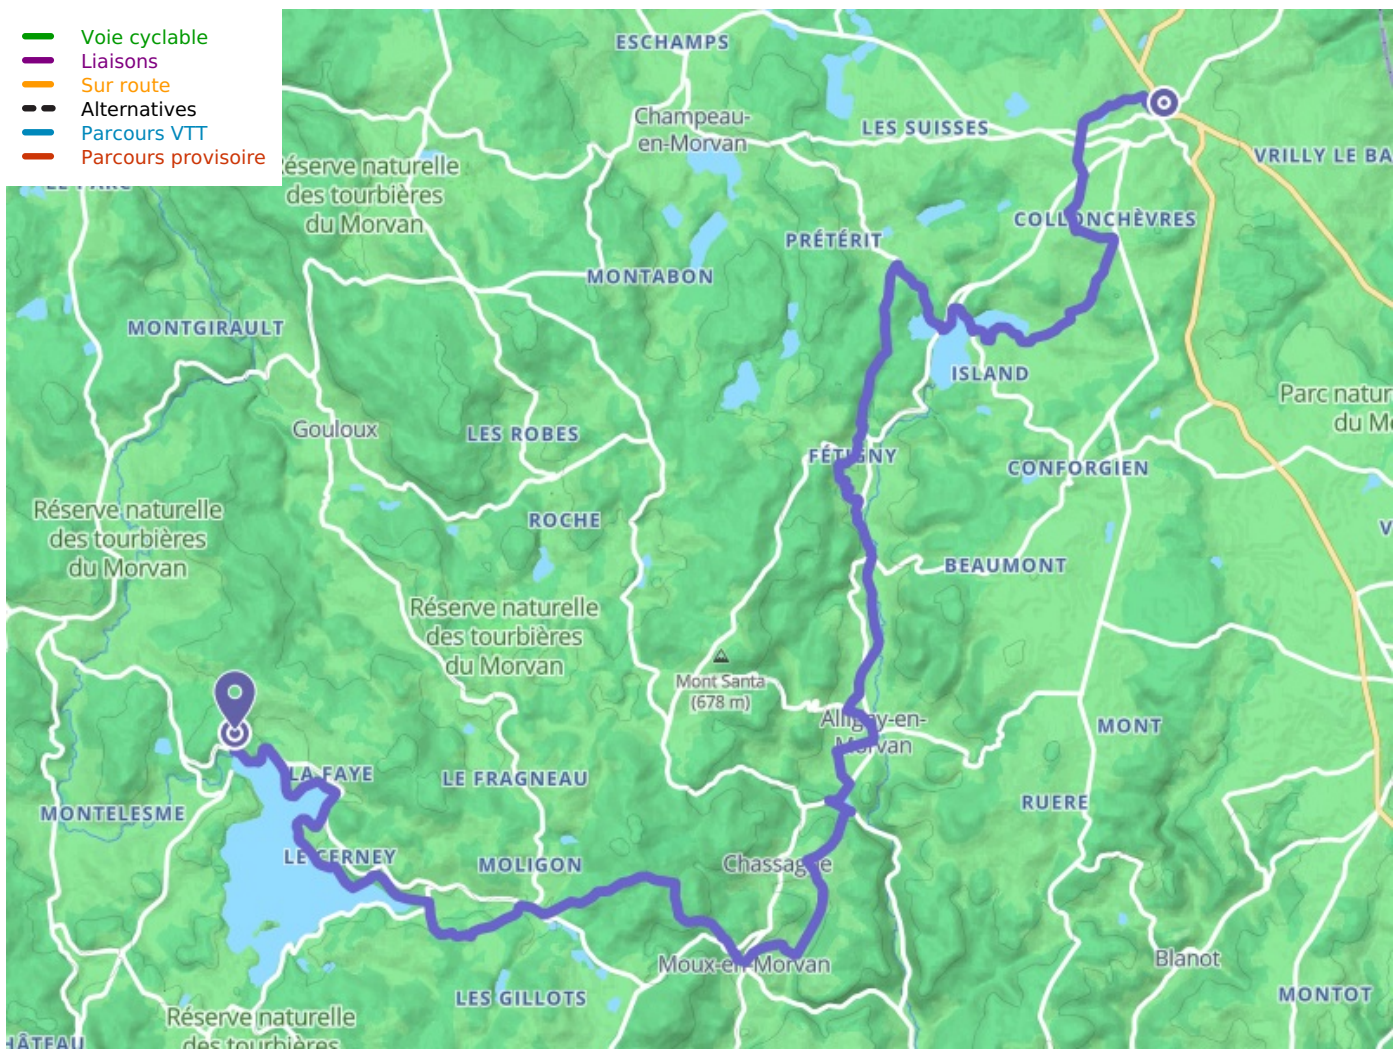 Voie cyclable
Liaisons
Sur route
Alternatives
Parcours VTT
Parcours provisoire
ESCHAMPS
Champeau-
en-Morvan
LES SUISSES
VRILLY LE BA
Réserve naturelle
des tourbières
du Morvan
COLLONCHÈVRES
PRÉTÉRIT
MONTABON
MONTGIRAULT
ISLAND
Parc natur
du Mo
Gouloux
LES ROBES
FÉTIGNY
CONFORGIEN
Réserve naturelle
des tourbières
du Morvan
ROCHE
V
BEAUMONT
Réserve naturelle
des tourbières
du Morvan
Mont Santa
(678 m)
Alligny-en-
Morvan
MONT
LA FAYE
LE FRAGNEAU
MONTELESME
RUERE
LE CERNEY
MOLIGON
Chassagne
Moux-en-Morvan
Blanot
LES GILLOTS
MONTOT
Réserve naturelle
des tourbières
HÂTEAU